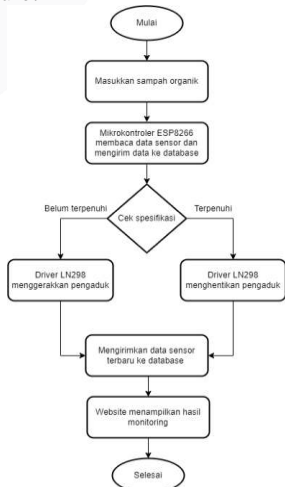 Mulai
Masukkan sampah organik
Mikrokontroler ESP8266
membaca data sensor dan
mengirim data ke database
Belum terpenuhi
Cek spesifikasi
Terpenuhi
Driver LN298
menggerakkan pengaduk
Driver LN298
menghentikan pengaduk
Mengirimkan data sensor
terbaru ke database
Website menampilkan hasil
monitoring
Selesai